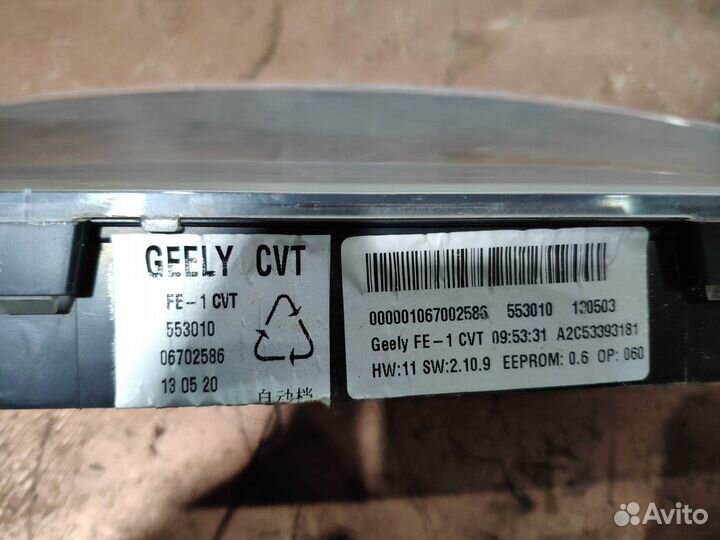 GEELY CVT
FE-1 CVT
553010
06702586
13 05 20
自动档
000001067002586 553010 130503
Geely FE-1 CVT 09:53:31 A2C53393181
HW:11 SW:2.10.9 EEPROM: 0.6 OP: 060
Avito